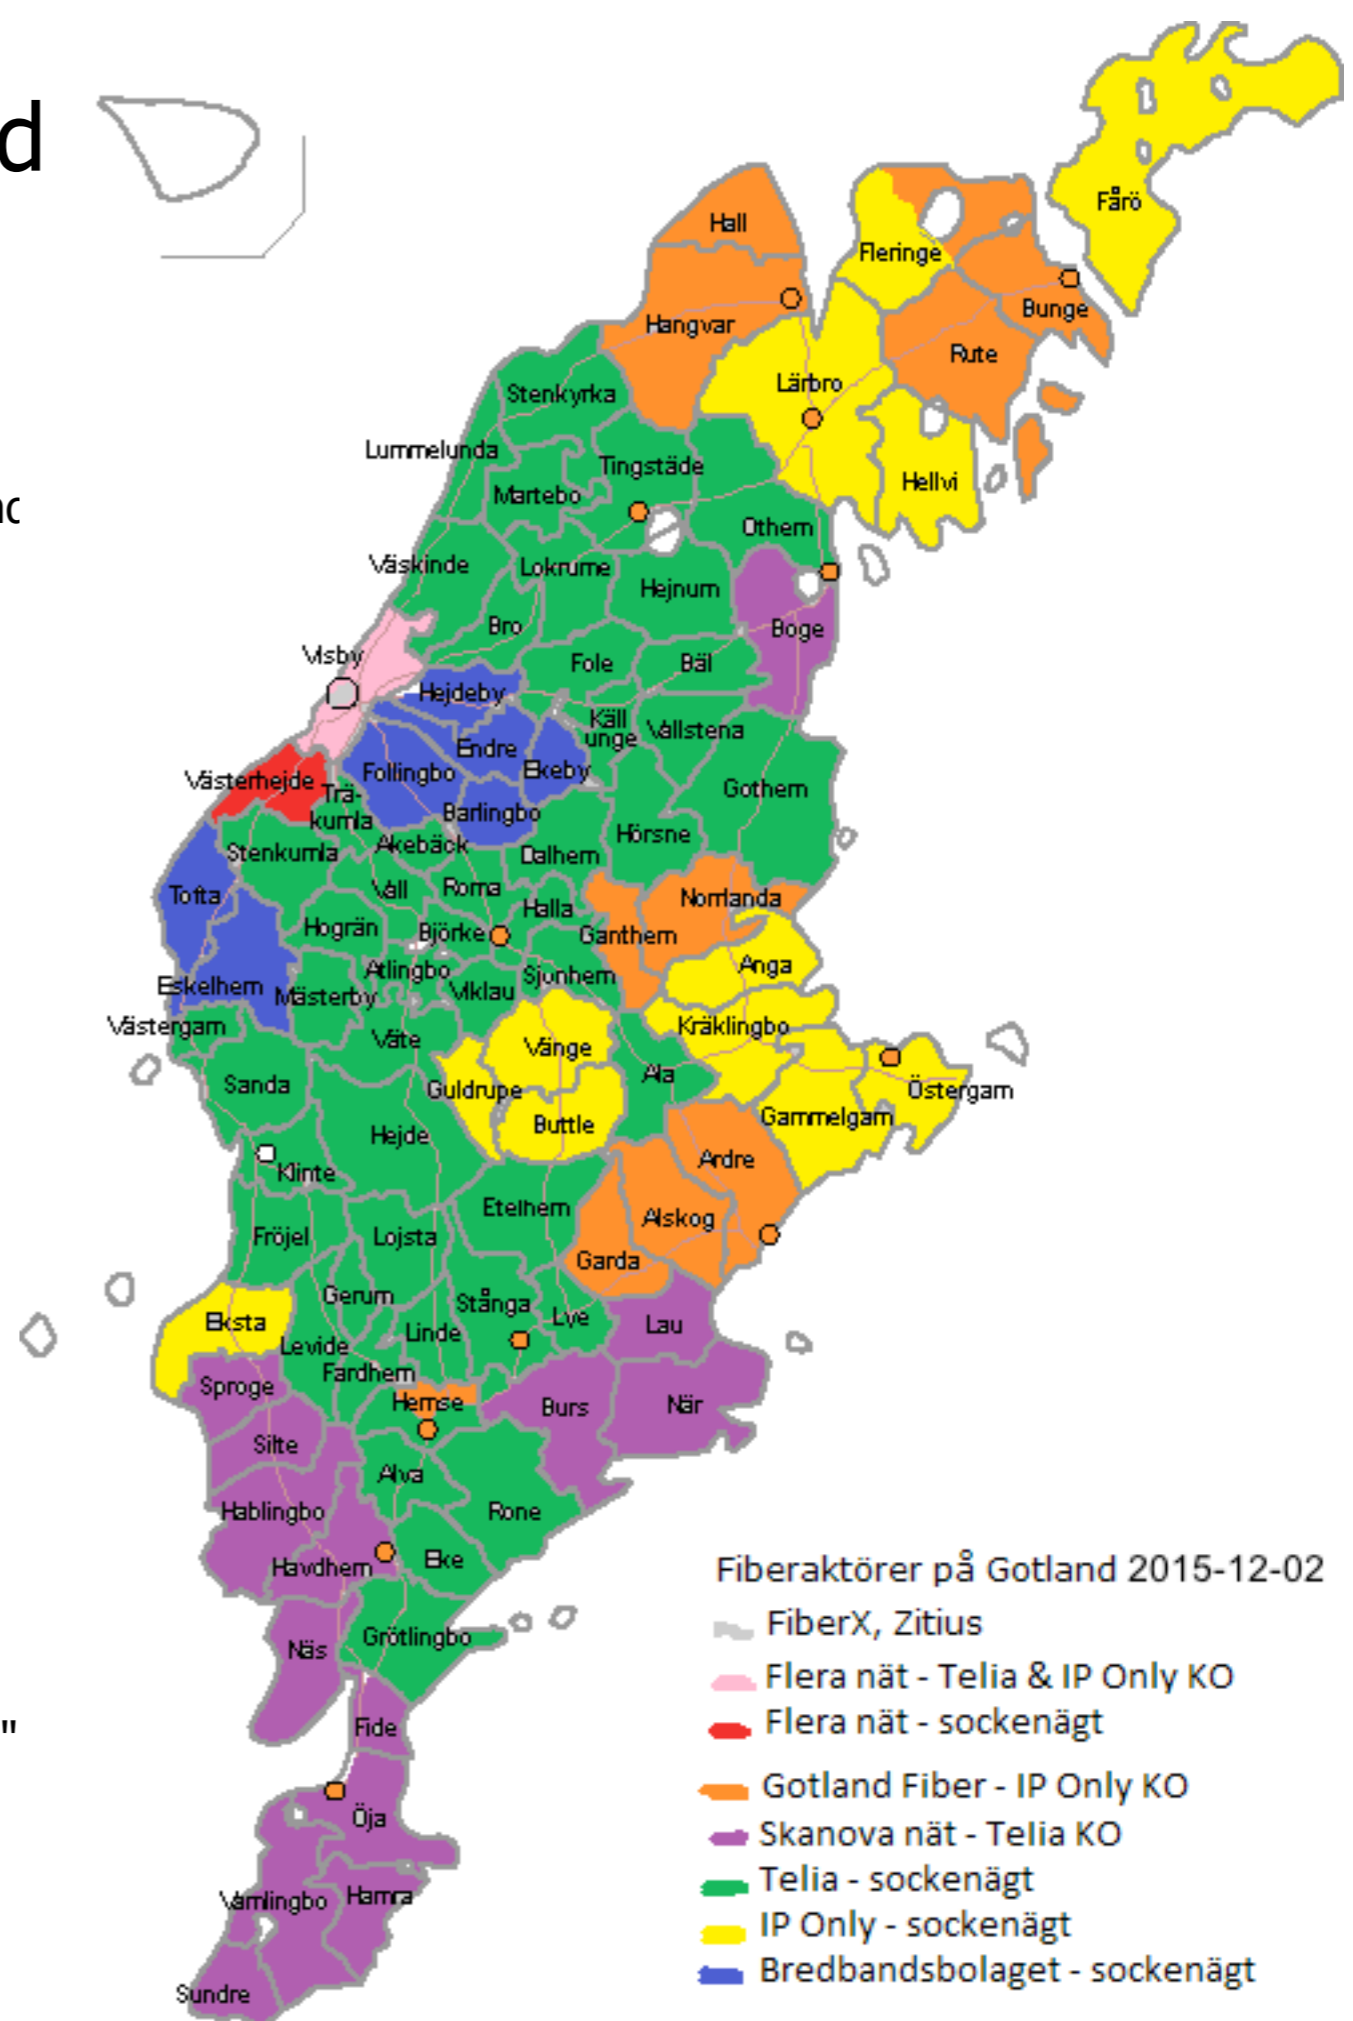 d
Fårö
Hall
Fleringe
Bunge
Hangvar
Rute
Lärbro
Stenkyrka
Lummelunda
Tingstäde
Hellvi
Martebo
Othem
Väskinde
Lokrume
Hejnum
Bro
Boge
Visby
Fole
Bäl
Hejdeby
Käll
unge
Vallstena
Endre
Follingbo
Ekeby
Västerhejde
Gothem
Trä-
kumla
Barlingbo
Hörsne
Akebäck
Stenkumla
Dalhem
Tofta
Vall
Roma
Norrlanda
Halla
Hogrän
Björke
Ganthem
Anga
Atlingbo
Sjonhem
Eskelhem
Mästerby
Viklau
Västergarn
Kräklingbo
Väte
Vänge
Ala
Sanda
Guldrupe
Östergarn
Buttle
Gammelgarn
Hejde
Ardre
Klinte
Etelhem
Alskog
Fröjel
Lojsta
Garda
Gerum
Stånga
Lye
Eksta
Lau
Linde
Levide
Fardhem
Sproge
Hemse
Burs
När
Silte
Alva
Hablingbo
Rone
Havdhem
Eke
Grötlingbo
Näs
Fide
"
Öja
Vamlingbo
Hamra
Sundre
Fiberaktörer på Gotland 2015-12-02
FiberX, Zitius
Flera nät - Telia & IP Only KO
Flera nät - sockenägt
Gotland Fiber - IP Only KO
Skanova nät - Telia KO
Telia - sockenägt
IP Only - sockenägt
Bredbandsbolaget - sockenägt